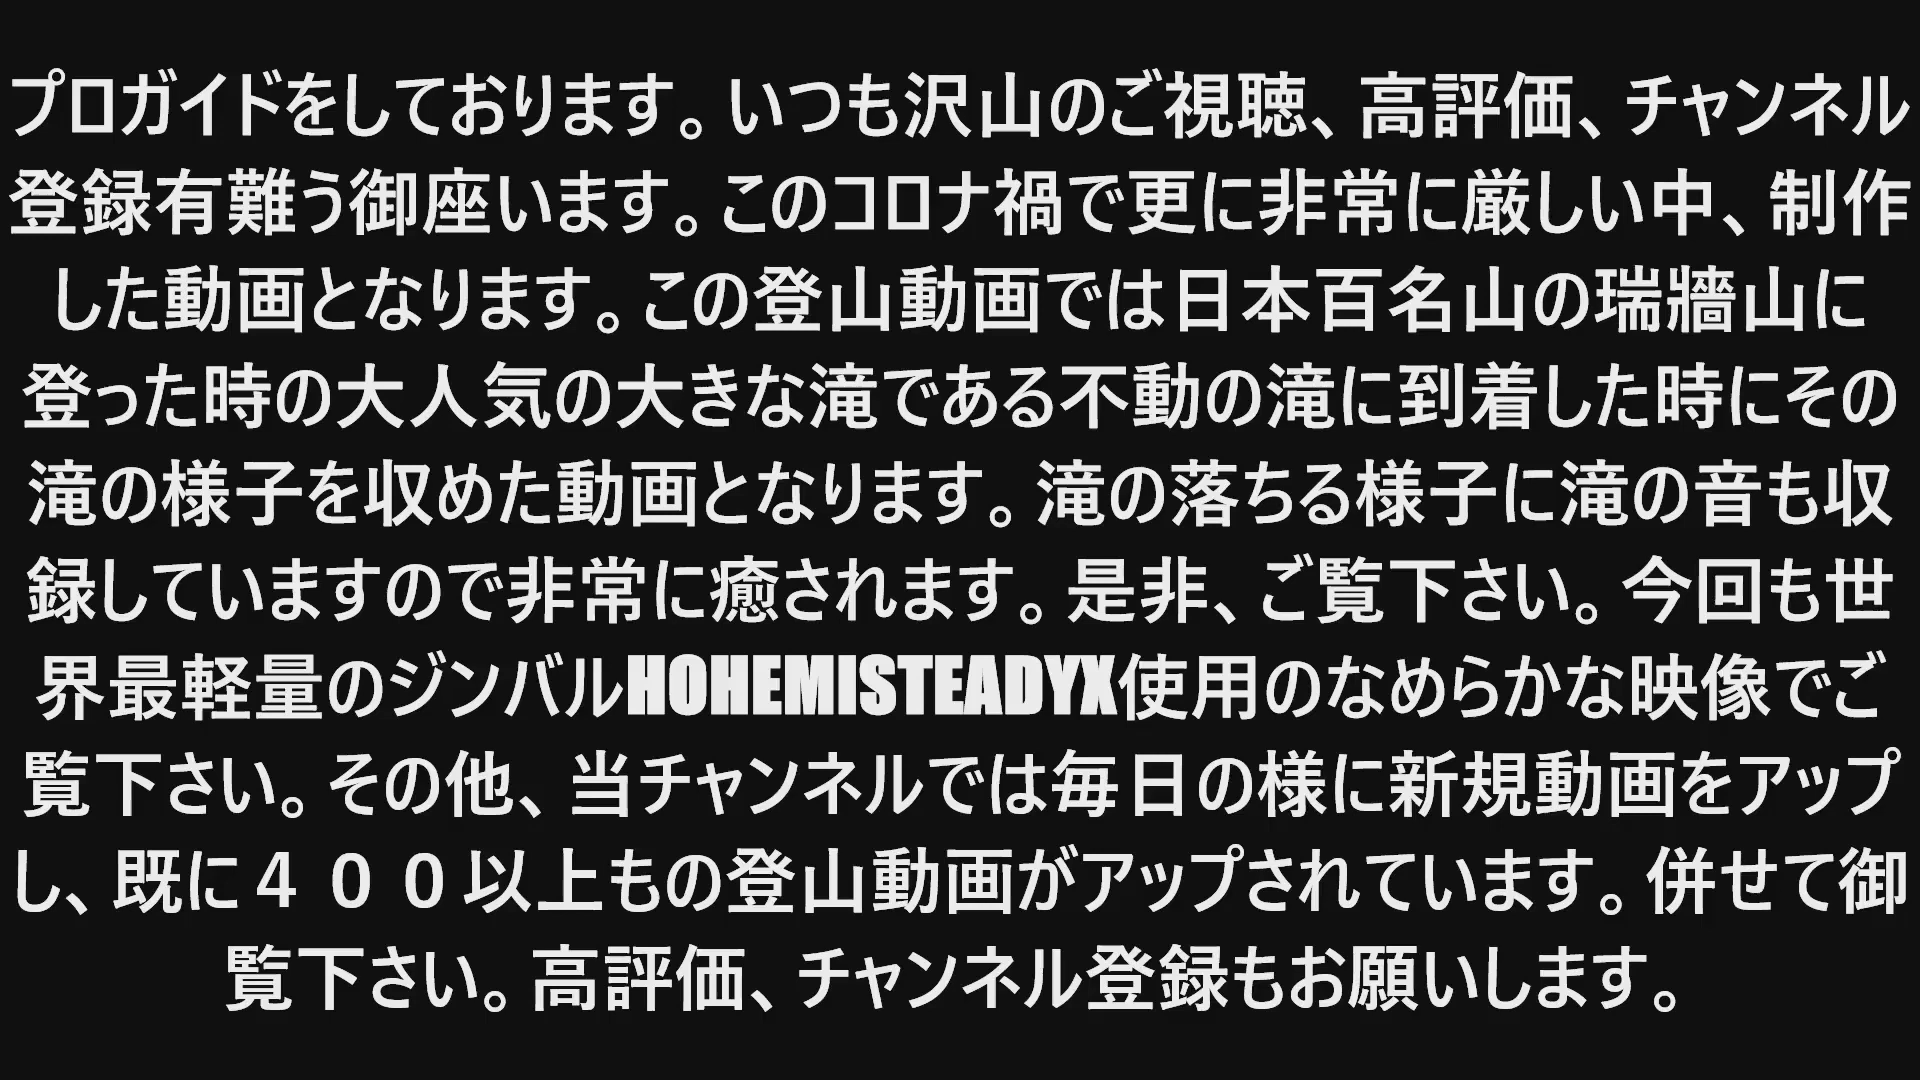 プロガイドをしております。いつも沢山のご視聴、高評価、チャンネル
登録有難う御座います。このコロナ禍で更に非常に厳しい中、制作
した動画となります。この登山動画では日本百名山の瑞牆山に
登った時の大人気の大きな滝である不動の滝に到着した時にその
滝の様子を収めた動画となります。滝の落ちる様子に滝の音も収
録していますので非常に癒されます。是非、ご覧下さい。今回も世
界最軽量のジンバルHOHEMISTEADYX使用のなめらかな映像でご
覧下さい。その他、当チャンネルでは毎日の様に新規動画をアップ
し、既に４００以上もの登山動画がアップされています。併せて御
覧下さい。高評価、チャンネル登録もお願いします。